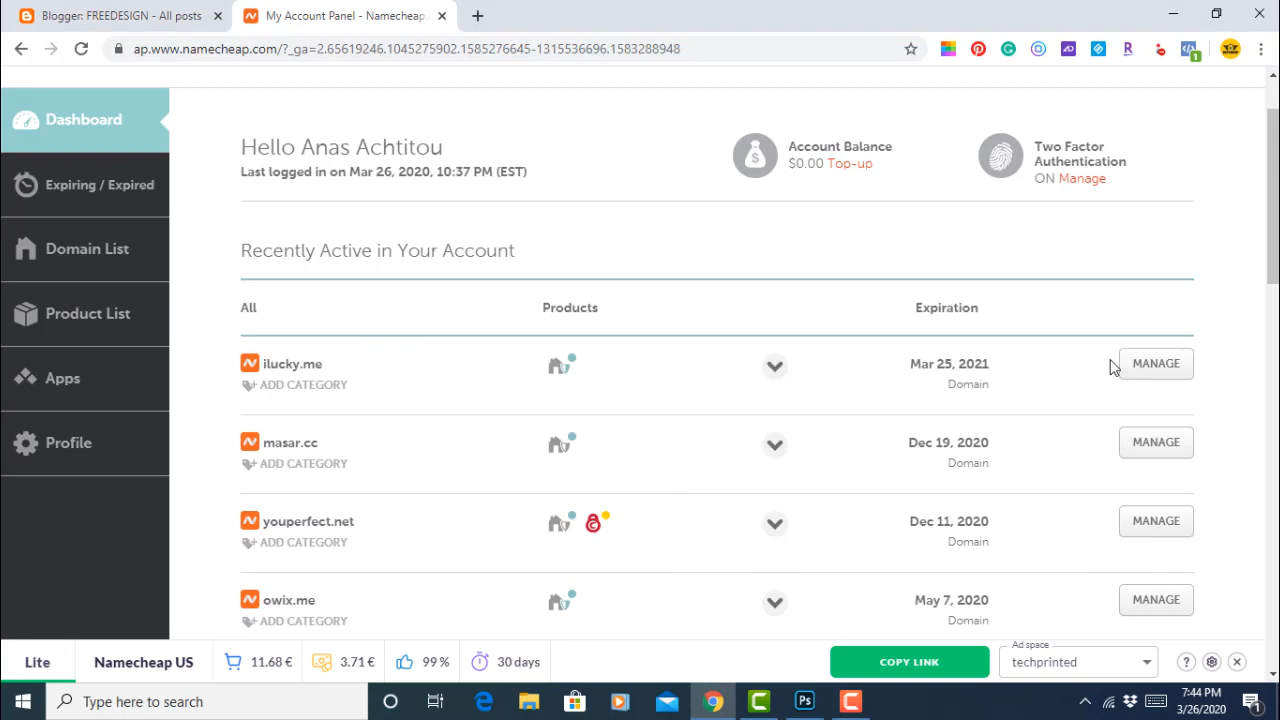 Blogger: FREEDESIGN - All posts
My Account Panel - Namecheap
ap.www.namecheap.com/?_ga=2.65619246.1045275902.1585276645-1315536696.1583288948
1
Dashboard
Expiring / Expired
Domain List
Product List
Apps
Profile
Hello Anas Achtitou
Last logged in on Mar 26, 2020, 10:37 PM (EST)
Account Balance
$0.00 Top-up
Two Factor
Authentication
ON Manage
Recently Active in Your Account
All Products Expiration
ilucky.me Mar 25, 2021 MANAGE
ADD CATEGORY Domain
masar.cc Dec 19, 2020 MANAGE
ADD CATEGORY Domain
youperfect.net Dec 11, 2020 MANAGE
ADD CATEGORY Domain
owix.me May 7, 2020 MANAGE
ADD CATEGORY Domain
Lite Namecheap US 11.68 € 3.71 € 99 % 30 days COPY LINK
Ad space
techprinted
Type here to search
7:44 PM
3/26/2020